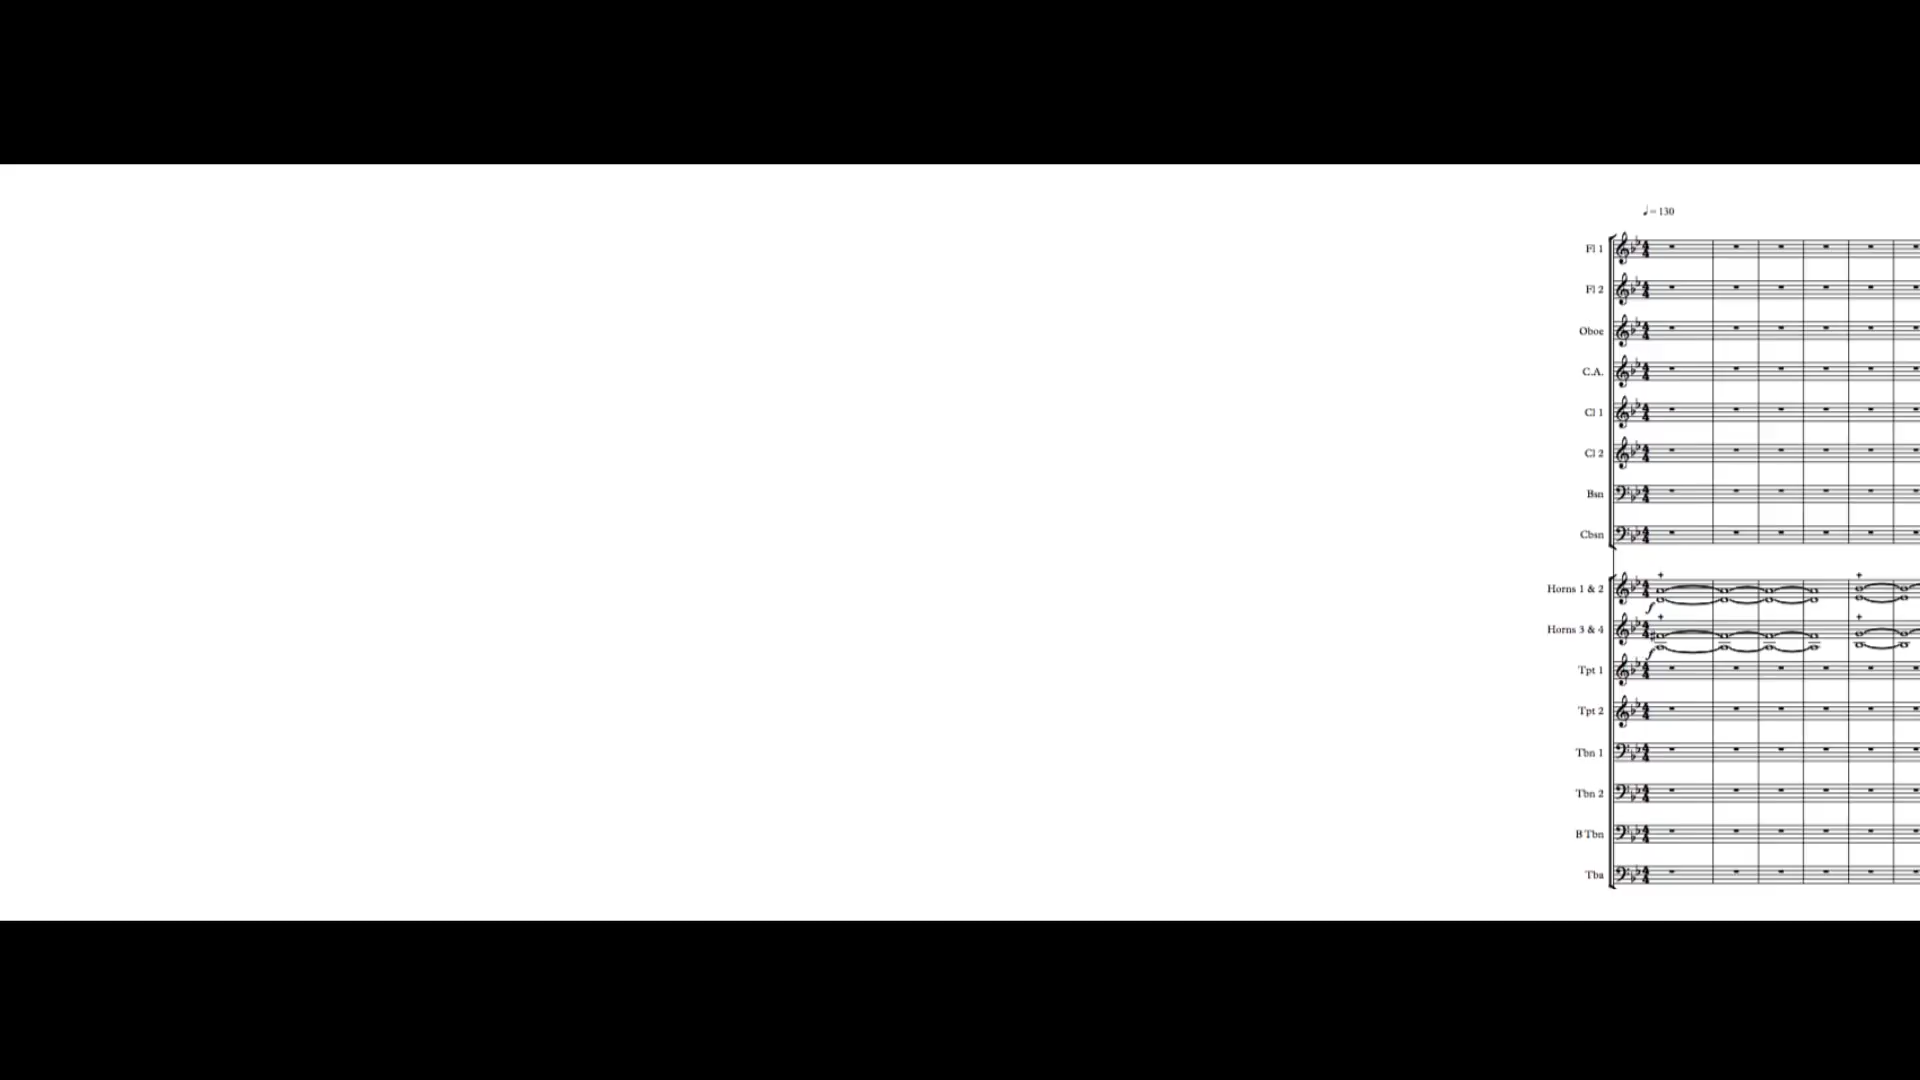 ♩= 130
Fl 1
Fl 2
Oboe
C.A.
Cl 1
Cl 2
Bsn
Cbsn
Horns 1 & 2
f
Horns 3 & 4
f
Tpt 1
Tpt 2
Tbn 1
Tbn 2
B Tbn
Tba